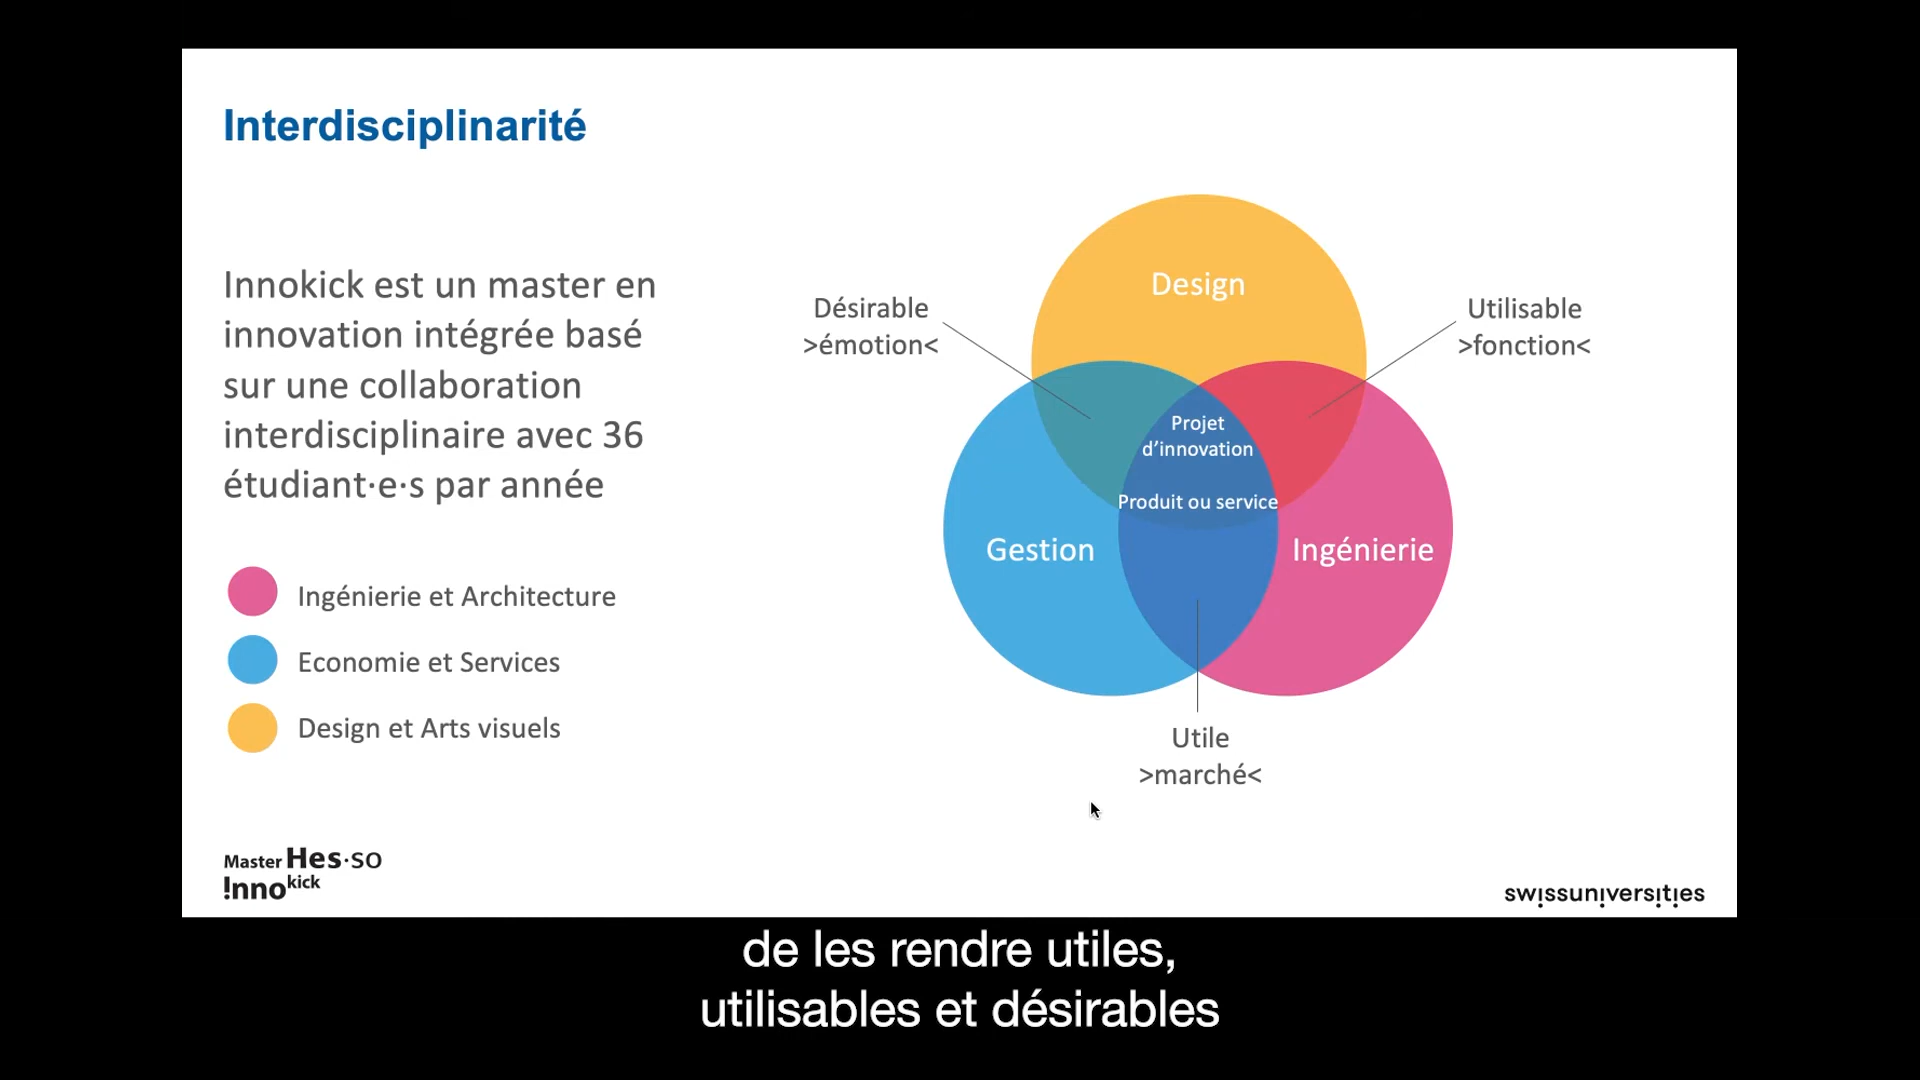 Interdisciplinarité
Innokick est un master en
innovation intégrée basé
sur une collaboration
interdisciplinaire avec 36
étudiant·e·s par année
Ingénierie et Architecture
Economie et Services
Design et Arts visuels
Design
Désirable
>émotion<
Utilisable
>fonction<
Projet
d’innovation
Produit ou service
Gestion
Ingénierie
Utile
>marché<
Master Hes·so
!nnokick
swissuniversities
de les rendre utiles,
utilisables et désirables